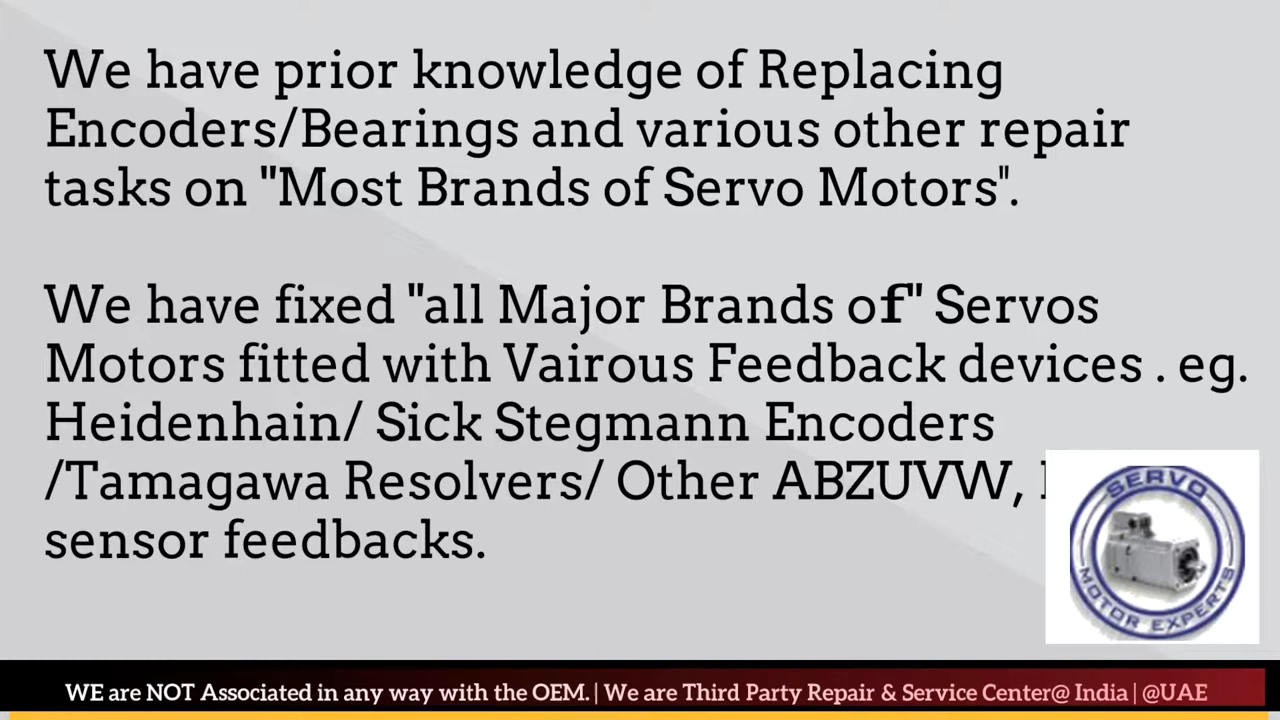 We have prior knowledge of Replacing
Encoders/Bearings and various other repair
tasks on "Most Brands of Servo Motors".
We have fixed "all Major Brands of" Servos
Motors fitted with Vairous Feedback devices . eg.
Heidenhain/ Sick Stegmann Encoders
/Tamagawa Resolvers/ Other ABZUVW,
sensor feedbacks.
SERVO
MOTOR EXPERTS
WE are NOT Associated in any way with the OEM. | We are Third Party Repair & Service Center@ India | @UAE